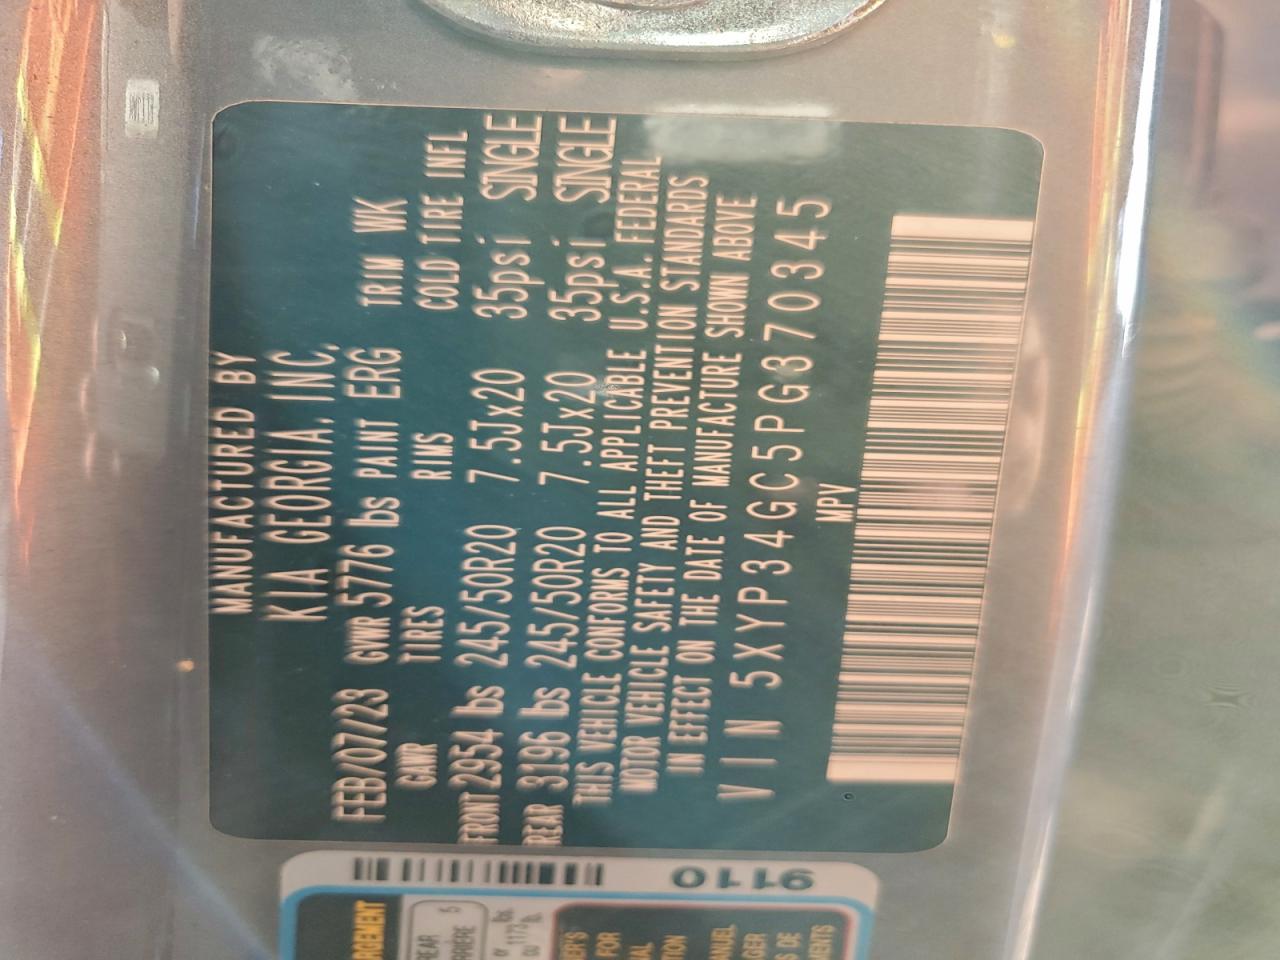 MANUFACTURED BY
KIA GEORGIA, INC.
FEB/07/23 GWR 5776 lbs PAINT ERG TRIM WK
GAWR TIRES RIMS COLD TIRE INFL
FRONT 2954 lbs 245/50R20 7.5Jx20 35psi SINGLE
REAR 3196 lbs 245/50R20 7.5Jx20 35psi SINGLE
THIS VEHICLE CONFORMS TO ALL APPLICABLE U.S.A. FEDERAL
MOTOR VEHICLE SAFETY AND THEFT PREVENTION STANDARDS
IN EFFECT ON THE DATE OF MANUFACTURE SHOWN ABOVE
VIN 5XYP34GC5PG370345
MPV
9110